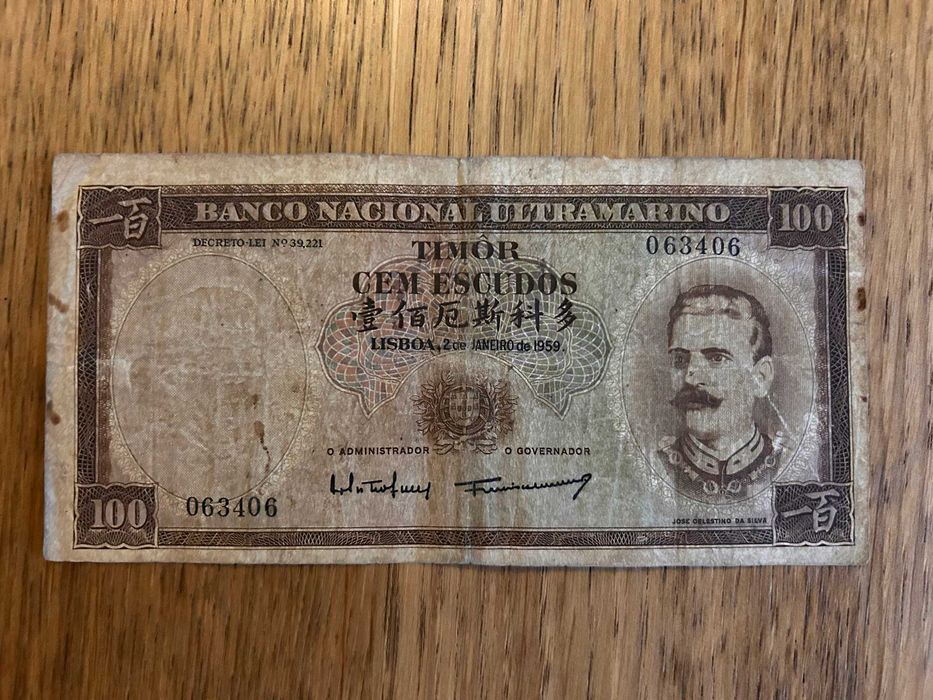 一百 BANCO NACIONAL ULTRAMARINO 100
DECRETO-LEI Nº 39,221
TIMÔR
063406
CEM ESCUDOS
壹佰厄斯科多
LISBOA, 2 de JANEIRO de 1959.
O ADMINISTRADOR O GOVERNADOR
100 063406
JOSE CELESTINO DA SILVA
一百